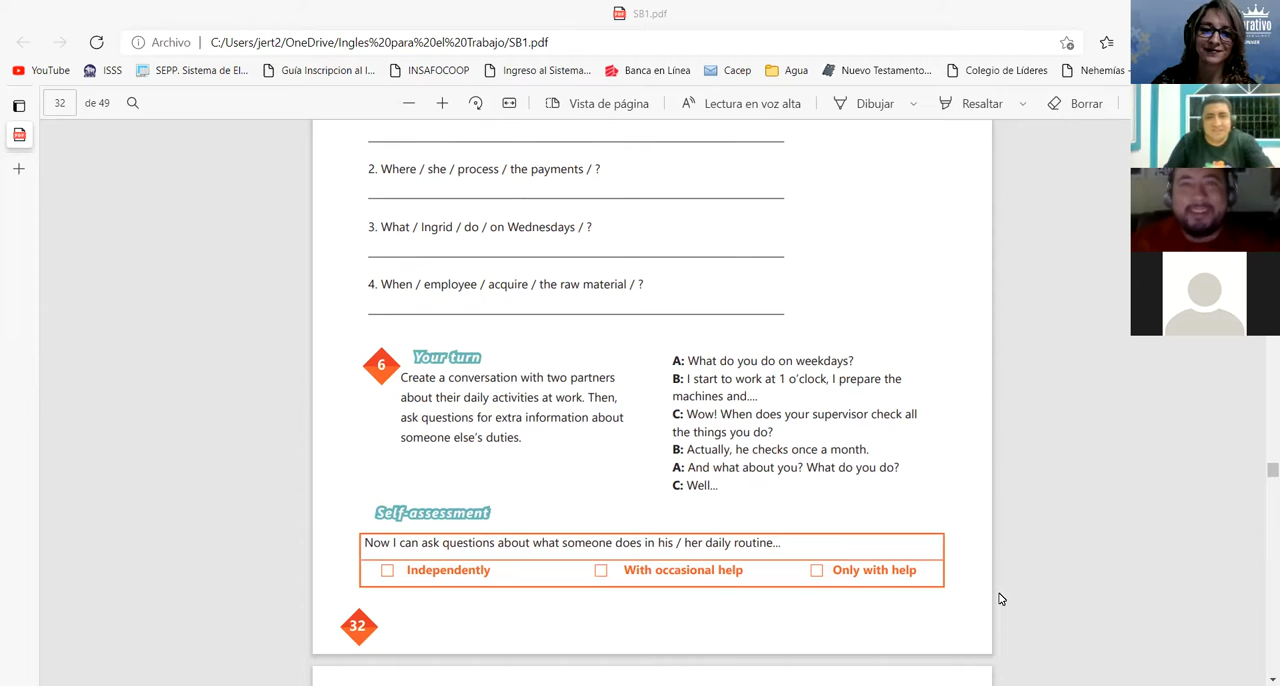 SB1.pdf
Archivo | C:/Users/jert2/OneDrive/Ingles%20para%20el%20Trabajo/SB1.pdf
YouTube ISSS SEPP. Sistema de El... Guía Inscripcion al I... INSAFOCOOP Ingreso al Sistema... Banca en Línea Cacep Agua Nuevo Testamento... Colegio de Líderes Nehemías -
32 de 49 Vista de página Lectura en voz alta Dibujar Resaltar Borrar
2. Where / she / process / the payments / ?
3. What / Ingrid / do / on Wednesdays / ?
4. When / employee / acquire / the raw material / ?
6 Your turn
Create a conversation with two partners
about their daily activities at work. Then,
ask questions for extra information about
someone else's duties.
A: What do you do on weekdays?
B: I start to work at 1 o'clock, I prepare the
machines and....
C: Wow! When does your supervisor check all
the things you do?
B: Actually, he checks once a month.
A: And what about you? What do you do?
C: Well...
Self-assessment
Now I can ask questions about what someone does in his / her daily routine...
Independently With occasional help Only with help
32